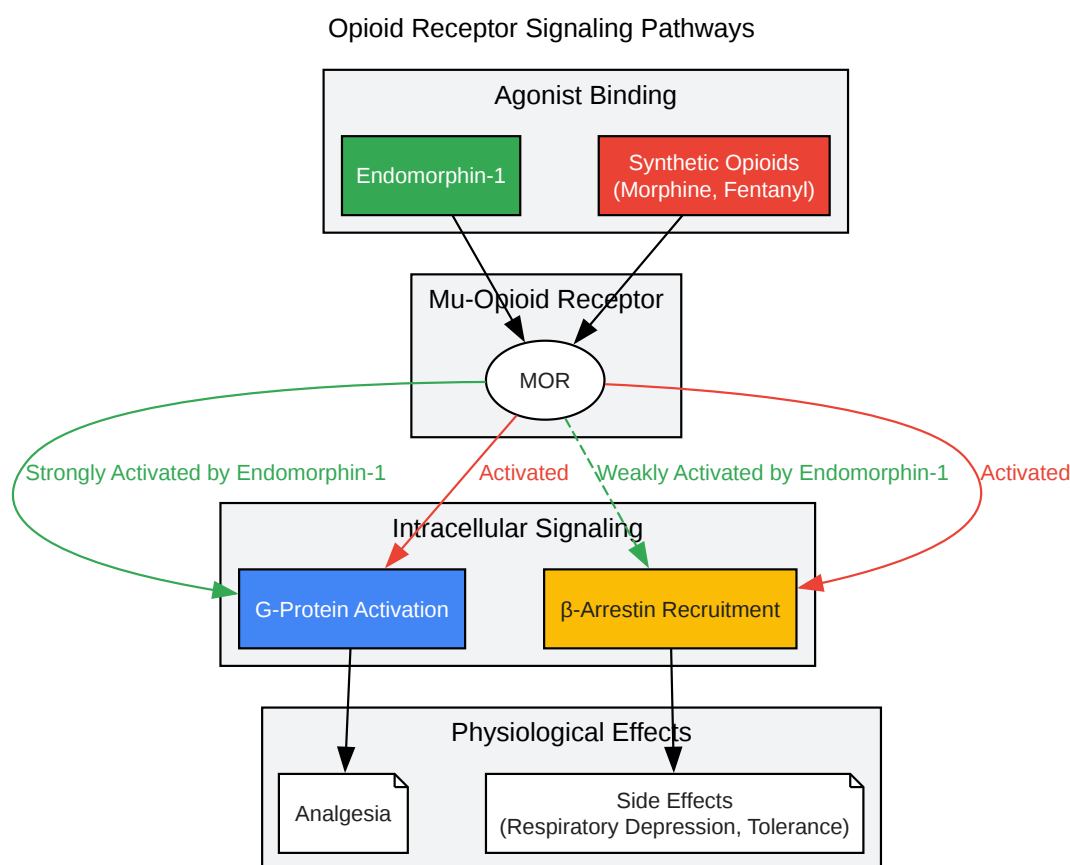 Opioid Receptor Signaling Pathways
Agonist Binding
Endomorphin-1
Synthetic Opioids
(Morphine, Fentanyl)
Mu-Opioid Receptor
MOR
Strongly Activated by Endomorphin-1
Activated
Weakly Activated by Endomorphin-1
Activated
Intracellular Signaling
G-Protein Activation
β-Arrestin Recruitment
Physiological Effects
Analgesia
Side Effects
(Respiratory Depression, Tolerance)